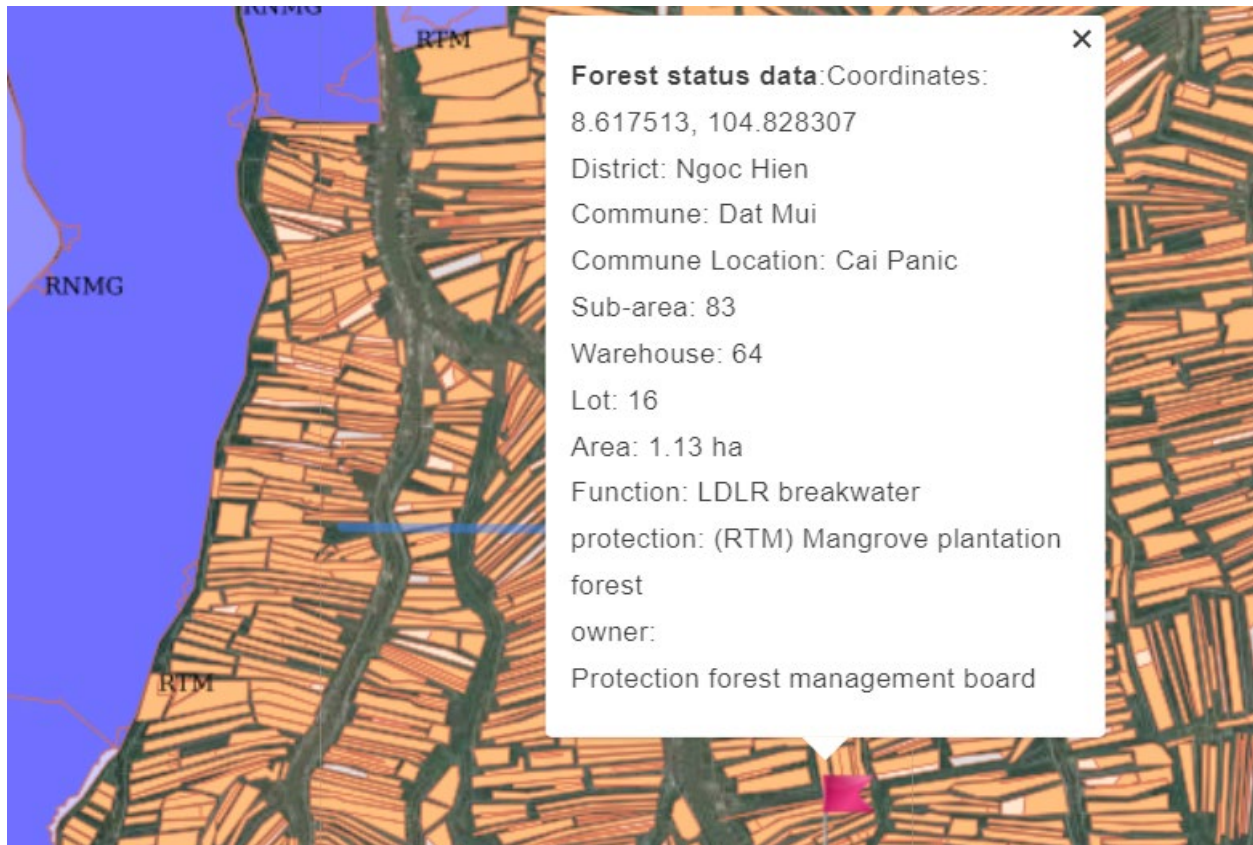 RNMG
RTM
RNMG
RTM
×
Forest status data:Coordinates:
8.617513, 104.828307
District: Ngoc Hien
Commune: Dat Mui
Commune Location: Cai Panic
Sub-area: 83
Warehouse: 64
Lot: 16
Area: 1.13 ha
Function: LDLR breakwater
protection: (RTM) Mangrove plantation
forest
owner:
Protection forest management board